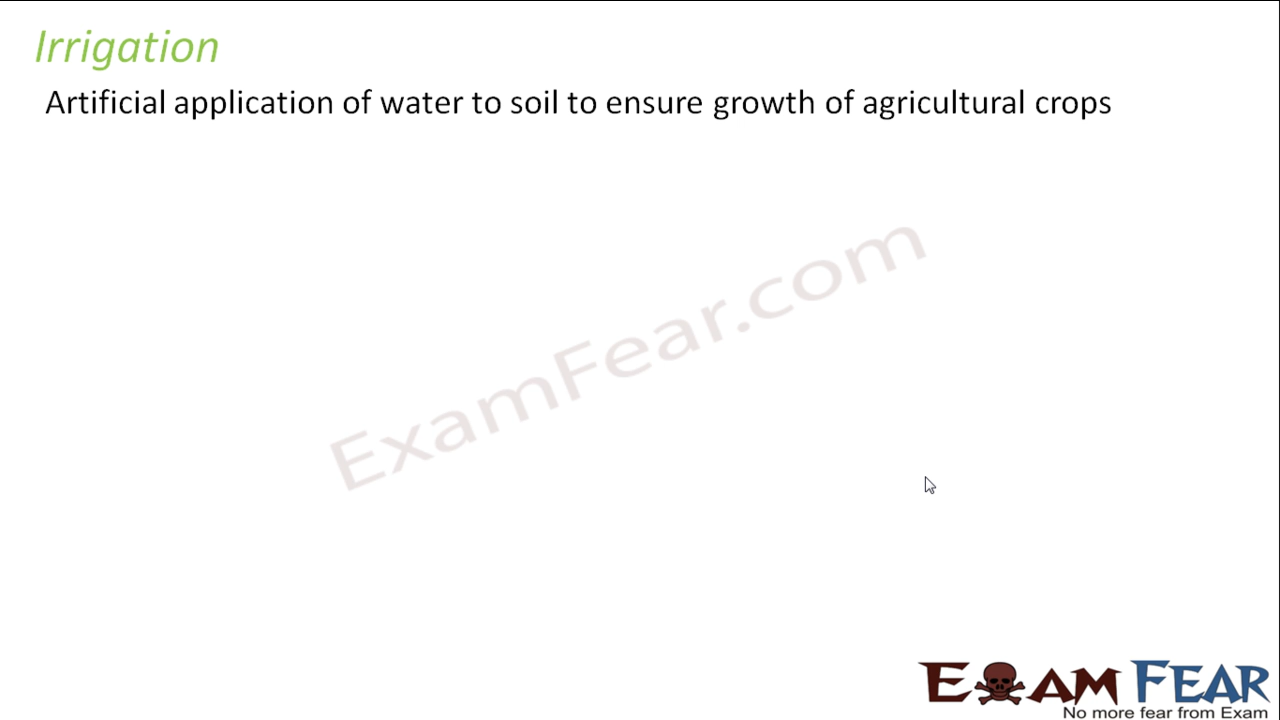 Irrigation
Artificial application of water to soil to ensure growth of agricultural crops
ExamFear.com
EXAM FEAR
No more fear from Exam